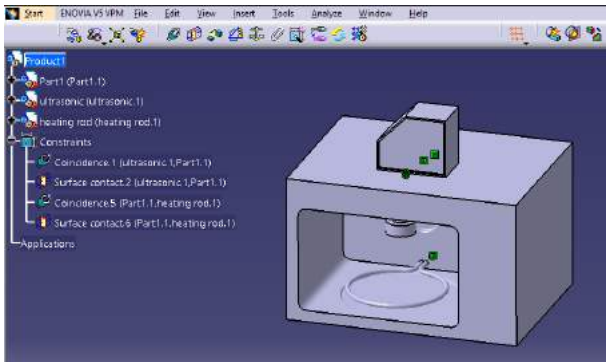 Start ENOVIA V5 VPM File Edit View Insert Tools Analyze Window Help
Product1
Part1 (Part1.1)
ultrasonic (ultrasonic.1)
heating rod (heating rod.1)
Constraints
Coincidence.1 (ultrasonic.1,Part1.1)
Surface contact.2 (ultrasonic.1,Part1.1)
Coincidence.5 (Part1.1,heating rod.1)
Surface contact.6 (Part1.1,heating rod.1)
Applications